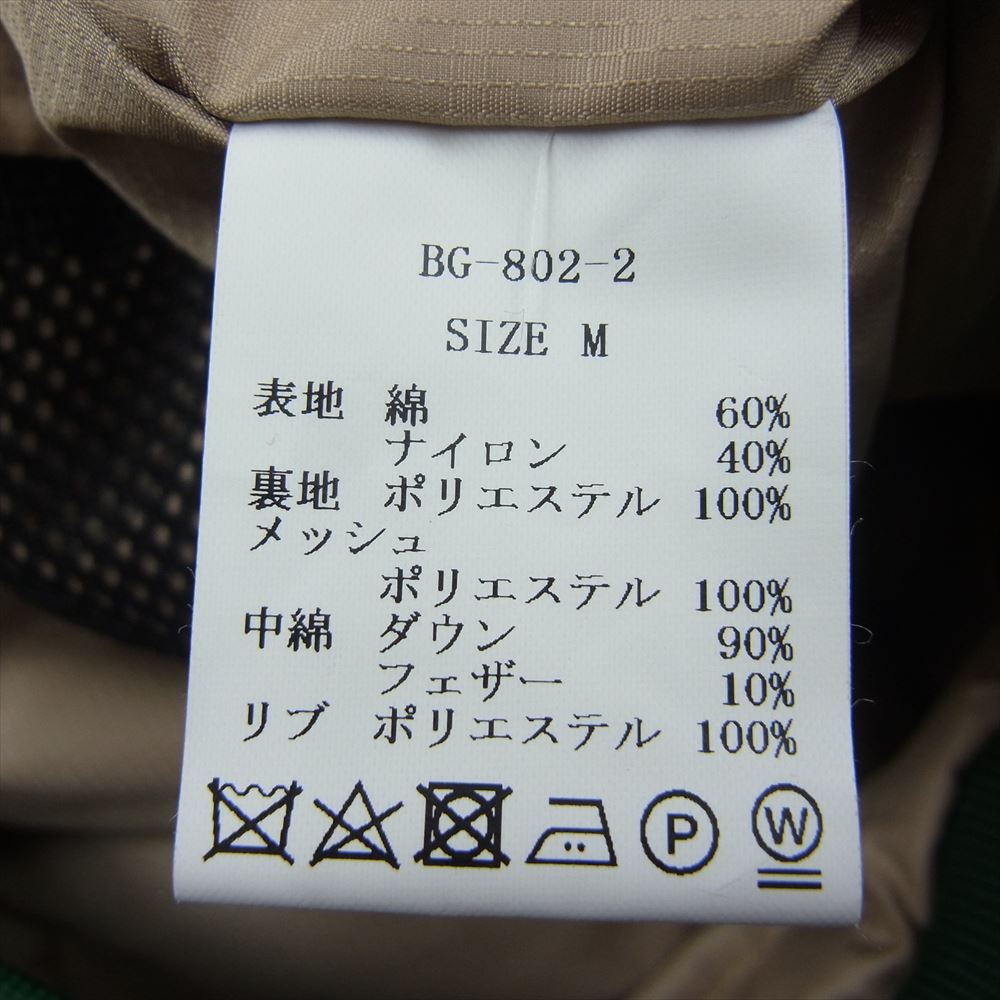 BG-802-2
SIZE M
表地 綿 60%
ナイロン 40%
裏地 ポリエステル 100%
メッシュ
ポリエステル 100%
中綿 ダウン 90%
フェザー 10%
リブ ポリエステル 100%
P W